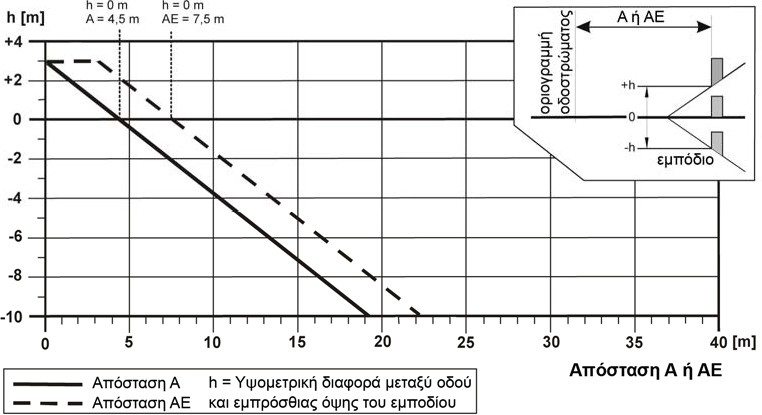 h = 0 m
A = 4,5 m
h = 0 m
AE = 7,5 m
h [m]
+4
+2
0
-2
-4
-6
-8
-10
0
5
10
15
20
25
30
35
40 [m]
Απόσταση Α ή ΑΕ
Α ή ΑΕ
οριογραμμή
οδοστρώματος
+h
0
-h
εμπόδιο
Απόσταση Α
h = Υψομετρική διαφορά μεταξύ οδού
Απόσταση ΑΕ
και εμπρόσθιας όψης του εμποδίου